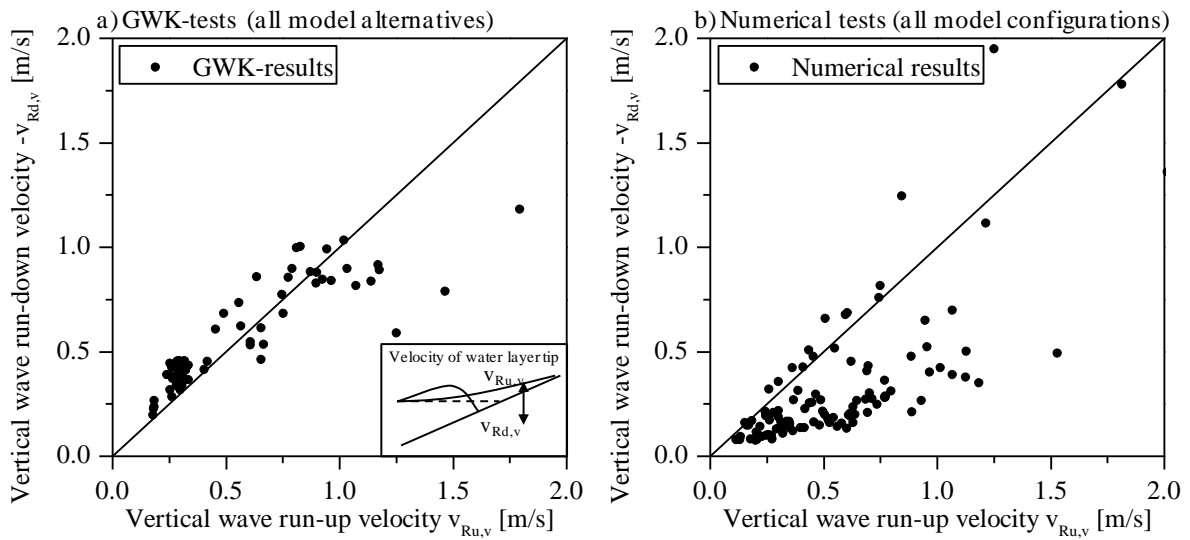 a) GWK-tests (all model alternatives)
Vertical wave run-down velocity -v_Rd,v [m/s]
2.0
1.5
1.0
0.5
0.0
GWK-results
Velocity of water layer tip
v_Ru,v
v_Rd,v
0.0 0.5 1.0 1.5 2.0
Vertical wave run-up velocity v_Ru,v [m/s]
b) Numerical tests (all model configurations)
Vertical wave run-down velocity -v_Rd,v [m/s]
2.0
1.5
1.0
0.5
0.0
Numerical results
0.0 0.5 1.0 1.5 2.0
Vertical wave run-up velocity v_Ru,v [m/s]